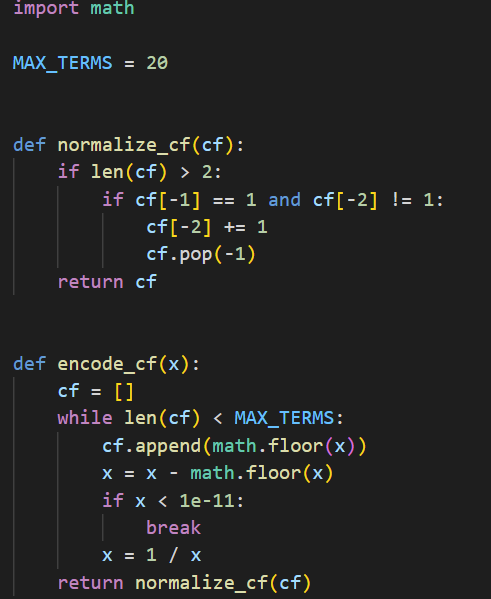 import math
MAX_TERMS = 20
def normalize_cf(cf):
    if len(cf) > 2:
        if cf[-1] == 1 and cf[-2] != 1:
            cf[-2] += 1
            cf.pop(-1)
    return cf
def encode_cf(x):
    cf = []
    while len(cf) < MAX_TERMS:
        cf.append(math.floor(x))
        x = x - math.floor(x)
        if x < 1e-11:
            break
        x = 1 / x
    return normalize_cf(cf)